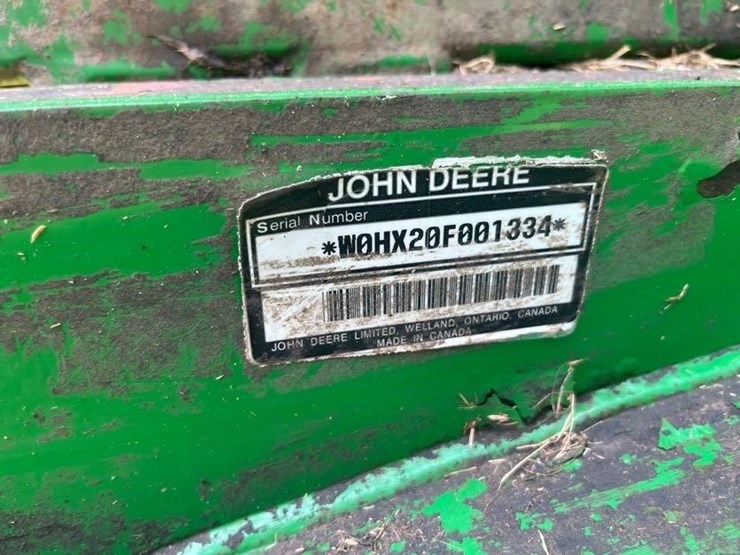 JOHN DEERE
Serial Number
*W0HX20F001334*
JOHN DEERE LIMITED, WELLAND, ONTARIO, CANADA
MADE IN CANADA